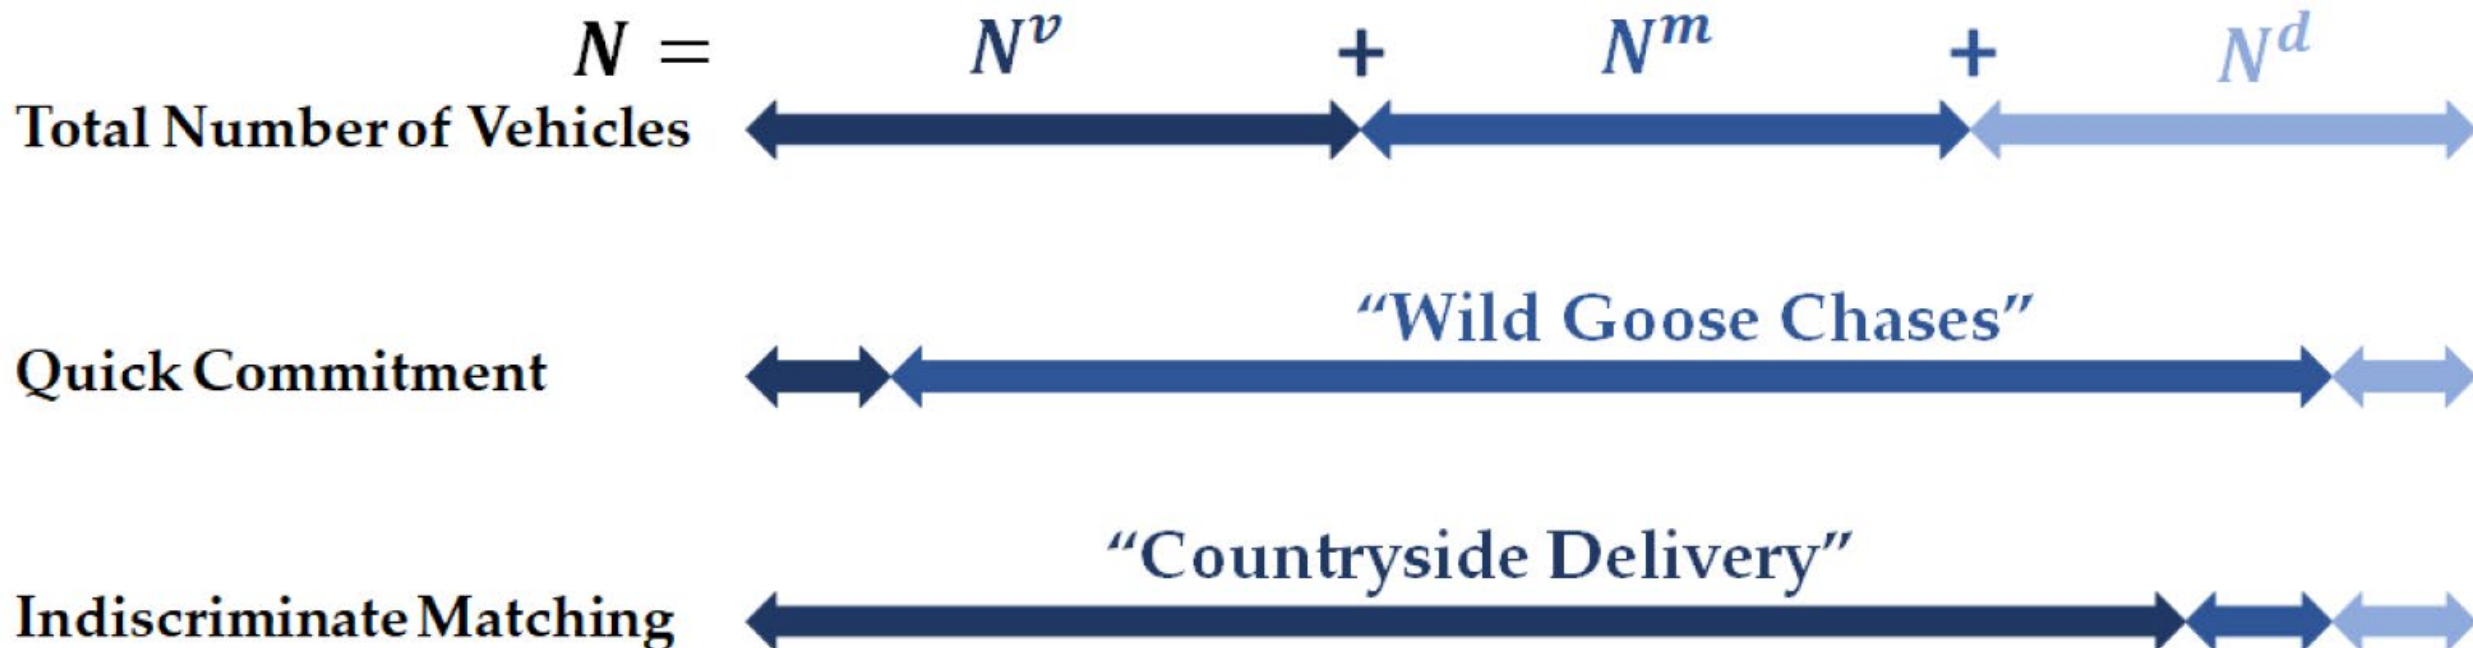 N = N^v + N^m + N^d
Total Number of Vehicles
“Wild Goose Chases”
Quick Commitment
“Countryside Delivery”
Indiscriminate Matching